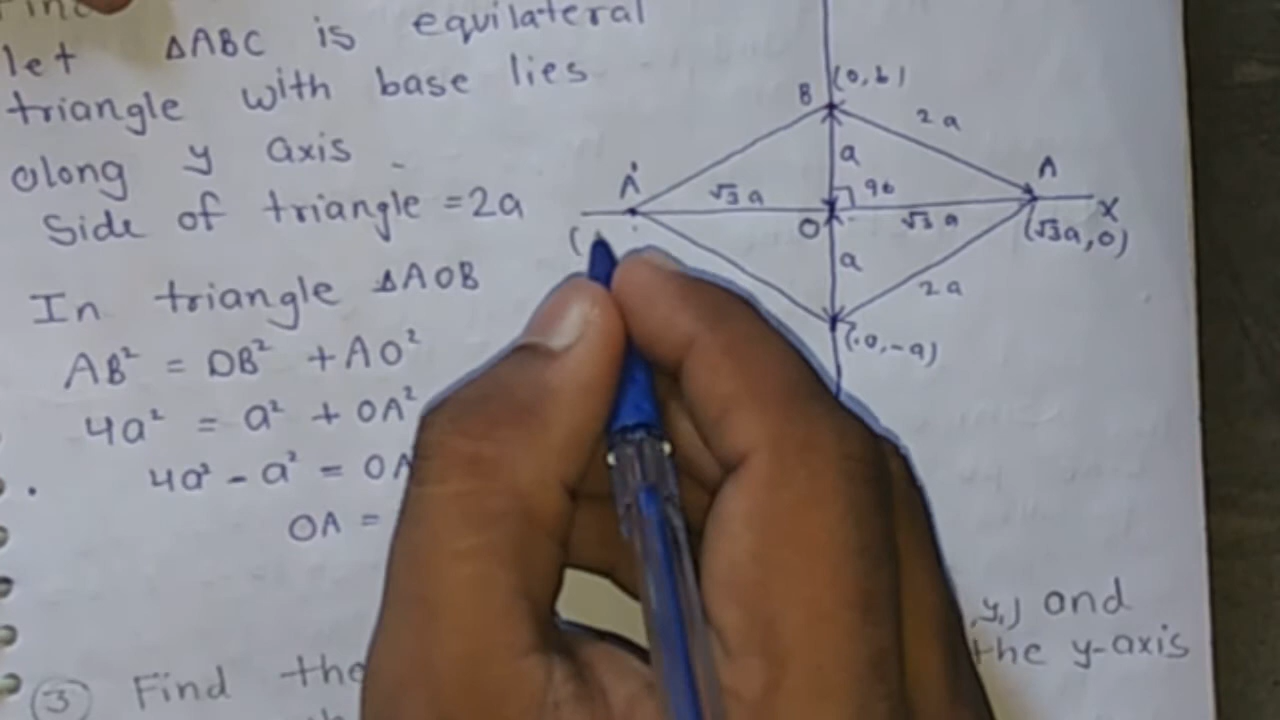 Find
let ΔABC is equilateral
triangle with base lies
along y axis
Side of triangle = 2a
In triangle ΔAOB
AB² = OB² + AO²
4a² = a² + OA²
4a² - a² = OA
OA =
③ Find the
,y,) and
the y-axis
B (0,b)
2a
a
A
A'
√3 a
90
O
√3 a
X
(√3a,0)
(
a
2a
(0,-a)